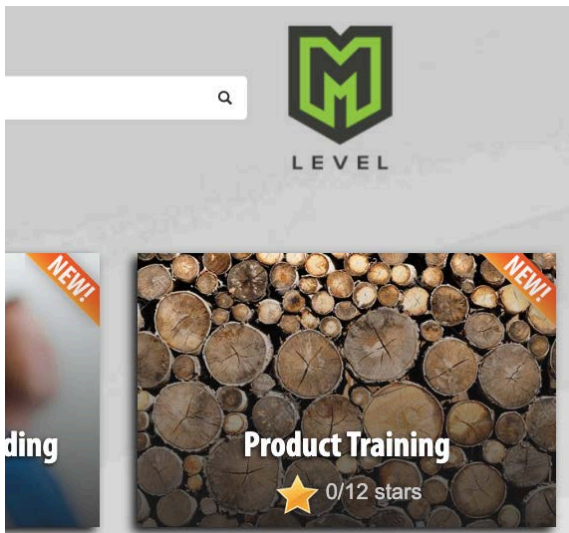 LEVEL
NEW!
NEW!
ding
Product Training
0/12 stars